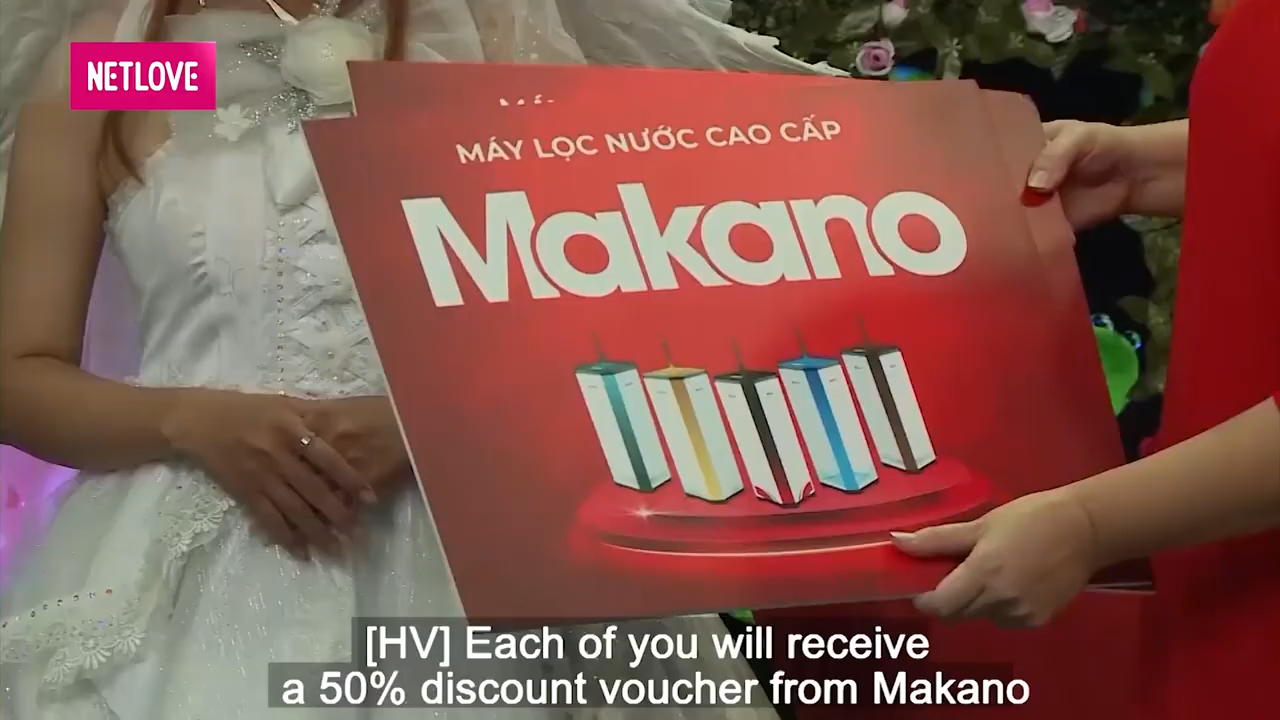 NETLOVE
MÁY LỌC NƯỚC CAO CẤP
Makano
[HV] Each of you will receive
a 50% discount voucher from Makano